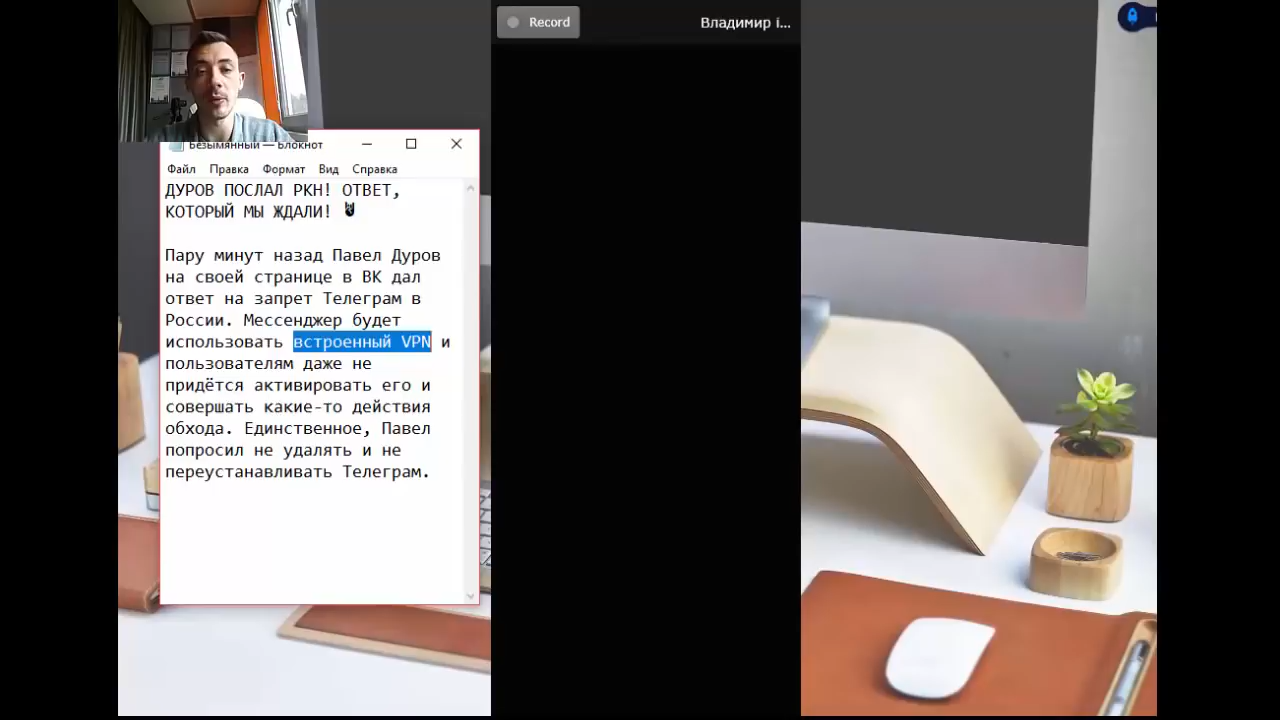 Record
Владимир i...
Безымянный — Блокнот
Файл Правка Формат Вид Справка
ДУРОВ ПОСЛАЛ РКН! ОТВЕТ,
КОТОРЫЙ МЫ ЖДАЛИ!
Пару минут назад Павел Дуров
на своей странице в ВК дал
ответ на запрет Телеграм в
России. Мессенджер будет
использовать встроенный VPN и
пользователям даже не
придётся активировать его и
совершать какие-то действия
обхода. Единственное, Павел
попросил не удалять и не
переустанавливать Телеграм.